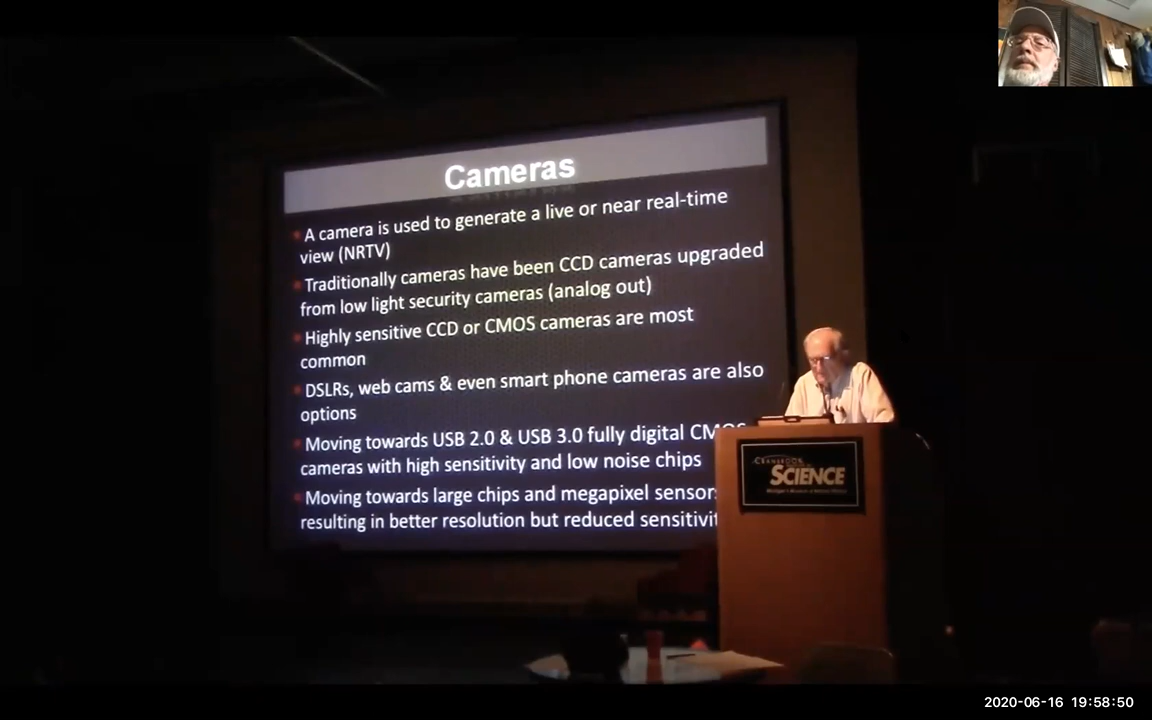 Cameras
A camera is used to generate a live or near real-time
view (NRTV)
Traditionally cameras have been CCD cameras upgraded
from low light security cameras (analog out)
Highly sensitive CCD or CMOS cameras are most
common
DSLRs, web cams & even smart phone cameras are also
options
Moving towards USB 2.0 & USB 3.0 fully digital CMOS
cameras with high sensitivity and low noise chips
Moving towards large chips and megapixel sensors
resulting in better resolution but reduced
CRANBROOK
SCIENCE
2020-06-16 19:58:50